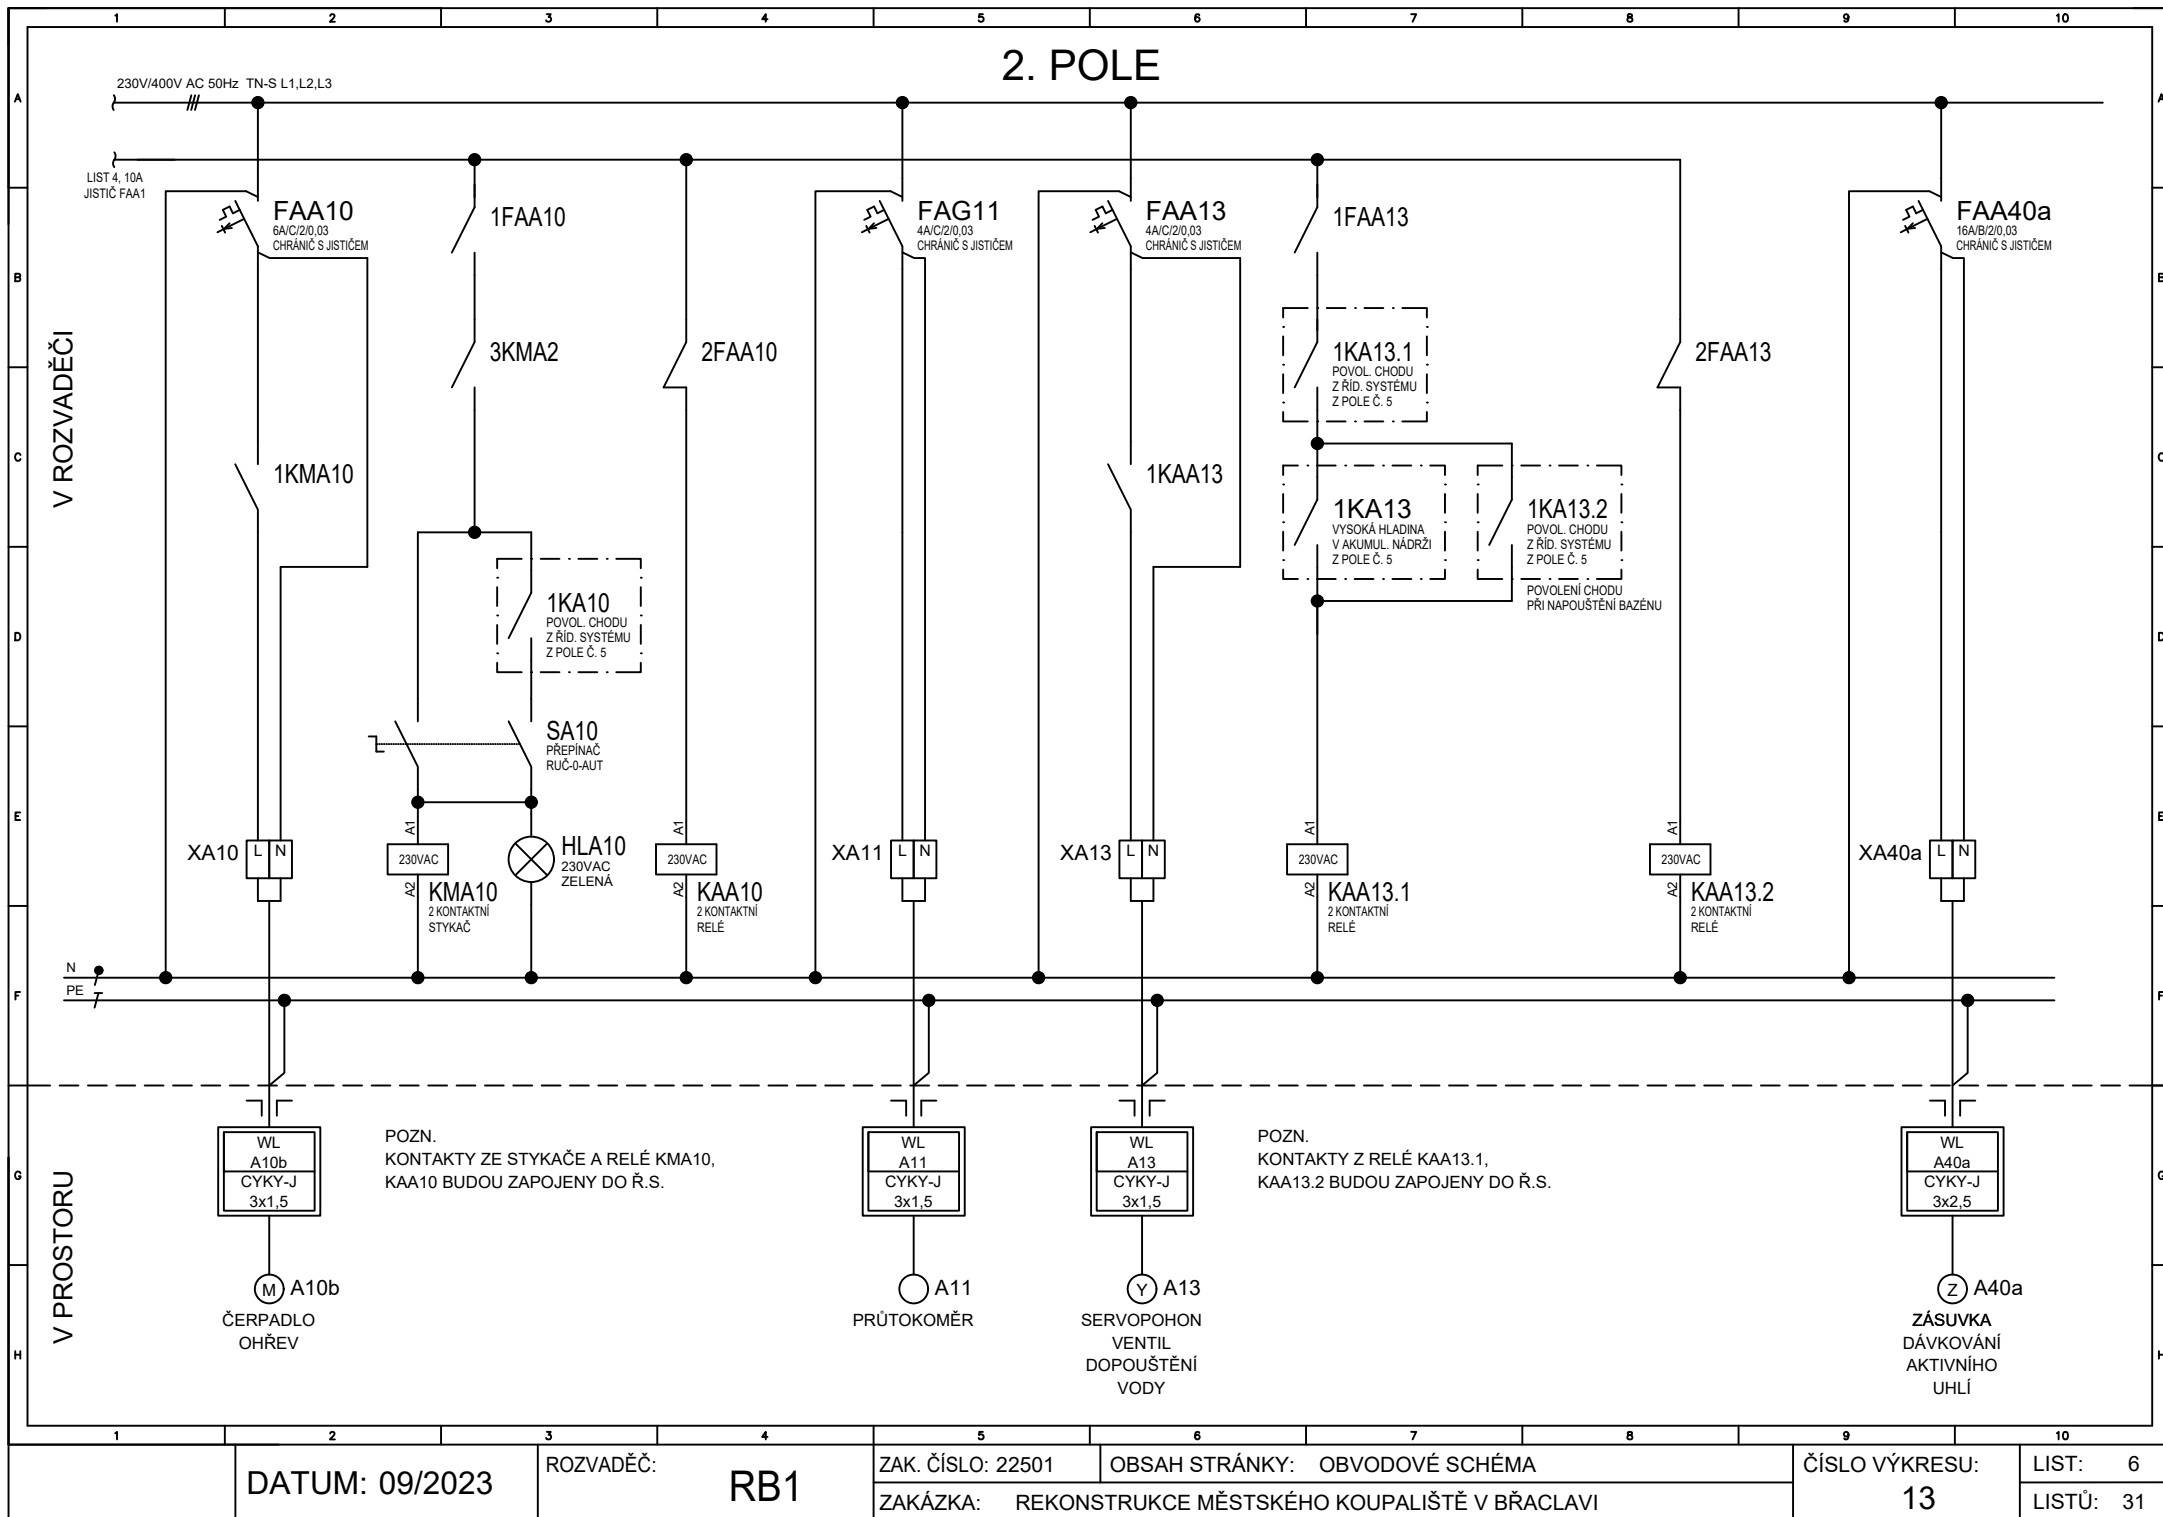 1 2 3 4 5 6 7 8 9 10
2. POLE
230V/400V AC 50Hz TN-S L1,L2,L3
LIST 4, 10A
JISTIČ FAA1
A
B
C
D
E
F
G
H
A
B
C
D
E
F
G
H
V ROZVADĚČI
V PROSTORU
FAA10
6A/C/2/0,03
CHRÁNIČ S JISTIČEM
1KMA10
XA10
L N
1FAA10
3KMA2
1KA10
POVOL. CHODU
Z ŘÍD. SYSTÉMU
Z POLE Č. 5
SA10
PŘEPÍNAČ
RUČ-0-AUT
A1
230VAC
A2
KMA10
2 KONTAKTNÍ
STYKAČ
HLA10
230VAC
ZELENÁ
2FAA10
A1
230VAC
A2
KAA10
2 KONTAKTNÍ
RELÉ
FAG11
4A/C/2/0,03
CHRÁNIČ S JISTIČEM
XA11
L N
FAA13
4A/C/2/0,03
CHRÁNIČ S JISTIČEM
1KAA13
XA13
L N
1FAA13
1KA13.1
POVOL. CHODU
Z ŘÍD. SYSTÉMU
Z POLE Č. 5
1KA13
VYSOKÁ HLADINA
V AKUMUL. NÁDRŽI
Z POLE Č. 5
1KA13.2
POVOL. CHODU
Z ŘÍD. SYSTÉMU
Z POLE Č. 5
POVOLENÍ CHODU
PŘI NAPOUŠTĚNÍ BAZÉNU
A1
230VAC
A2
KAA13.1
2 KONTAKTNÍ
RELÉ
2FAA13
A1
230VAC
A2
KAA13.2
2 KONTAKTNÍ
RELÉ
FAA40a
16A/B/2/0,03
CHRÁNIČ S JISTIČEM
XA40a
L N
N
PE
WL
A10b
CYKY-J
3x1,5
M A10b
ČERPADLO
OHŘEV
POZN.
KONTAKTY ZE STYKAČE A RELÉ KMA10,
KAA10 BUDOU ZAPOJENY DO Ř.S.
WL
A11
CYKY-J
3x1,5
A11
PRŮTOKOMĚR
WL
A13
CYKY-J
3x1,5
Y A13
SERVOPOHON
VENTIL
DOPOUŠTĚNÍ
VODY
POZN.
KONTAKTY Z RELÉ KAA13.1,
KAA13.2 BUDOU ZAPOJENY DO Ř.S.
WL
A40a
CYKY-J
3x2,5
Z A40a
ZÁSUVKA
DÁVKOVÁNÍ
AKTIVNÍHO
UHLÍ
1 2 3 4 5 6 7 8 9 10
DATUM: 09/2023
ROZVADĚČ:
RB1
ZAK. ČÍSLO: 22501
OBSAH STRÁNKY: OBVODOVÉ SCHÉMA
ZAKÁZKA: REKONSTRUKCE MĚSTSKÉHO KOUPALIŠTĚ V BŘACLAVI
ČÍSLO VÝKRESU:
13
LIST: 6
LISTŮ: 31